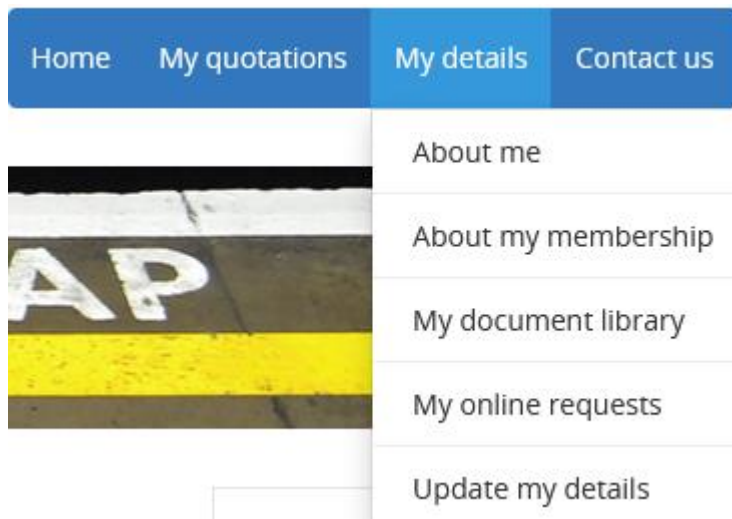 Home My quotations My details Contact us
About me
About my membership
AP
My document library
My online requests
Update my details